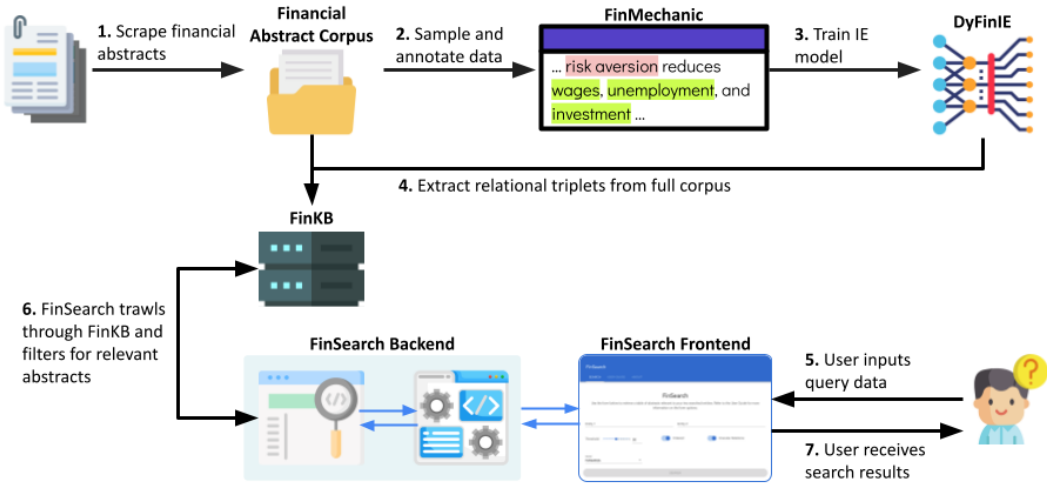 1. Scrape financial
abstracts
Financial
Abstract Corpus
2. Sample and
annotate data
FinMechanic
... risk aversion reduces
wages, unemployment, and
investment ...
3. Train IE
model
DyFinIE
4. Extract relational triplets from full corpus
FinKB
6. FinSearch trawls
through FinKB and
filters for relevant
abstracts
FinSearch Backend
FinSearch Frontend
FinSearch
FinSearch
5. User inputs
query data
7. User receives
search results